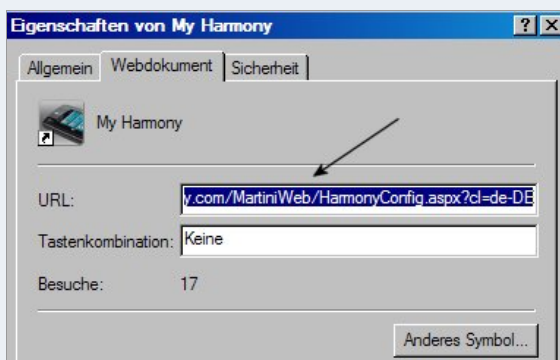 Eigenschaften von My Harmony
Allgemein Webdokument Sicherheit
My Harmony
URL: y.com/MartiniWeb/HarmonyConfig.aspx?cl=de-DE
Tastenkombination: Keine
Besuche: 17
Anderes Symbol...